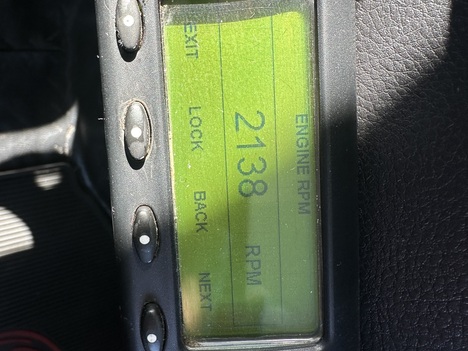 ENGINE RPM
2138 RPM
EXIT LOCK BACK NEXT